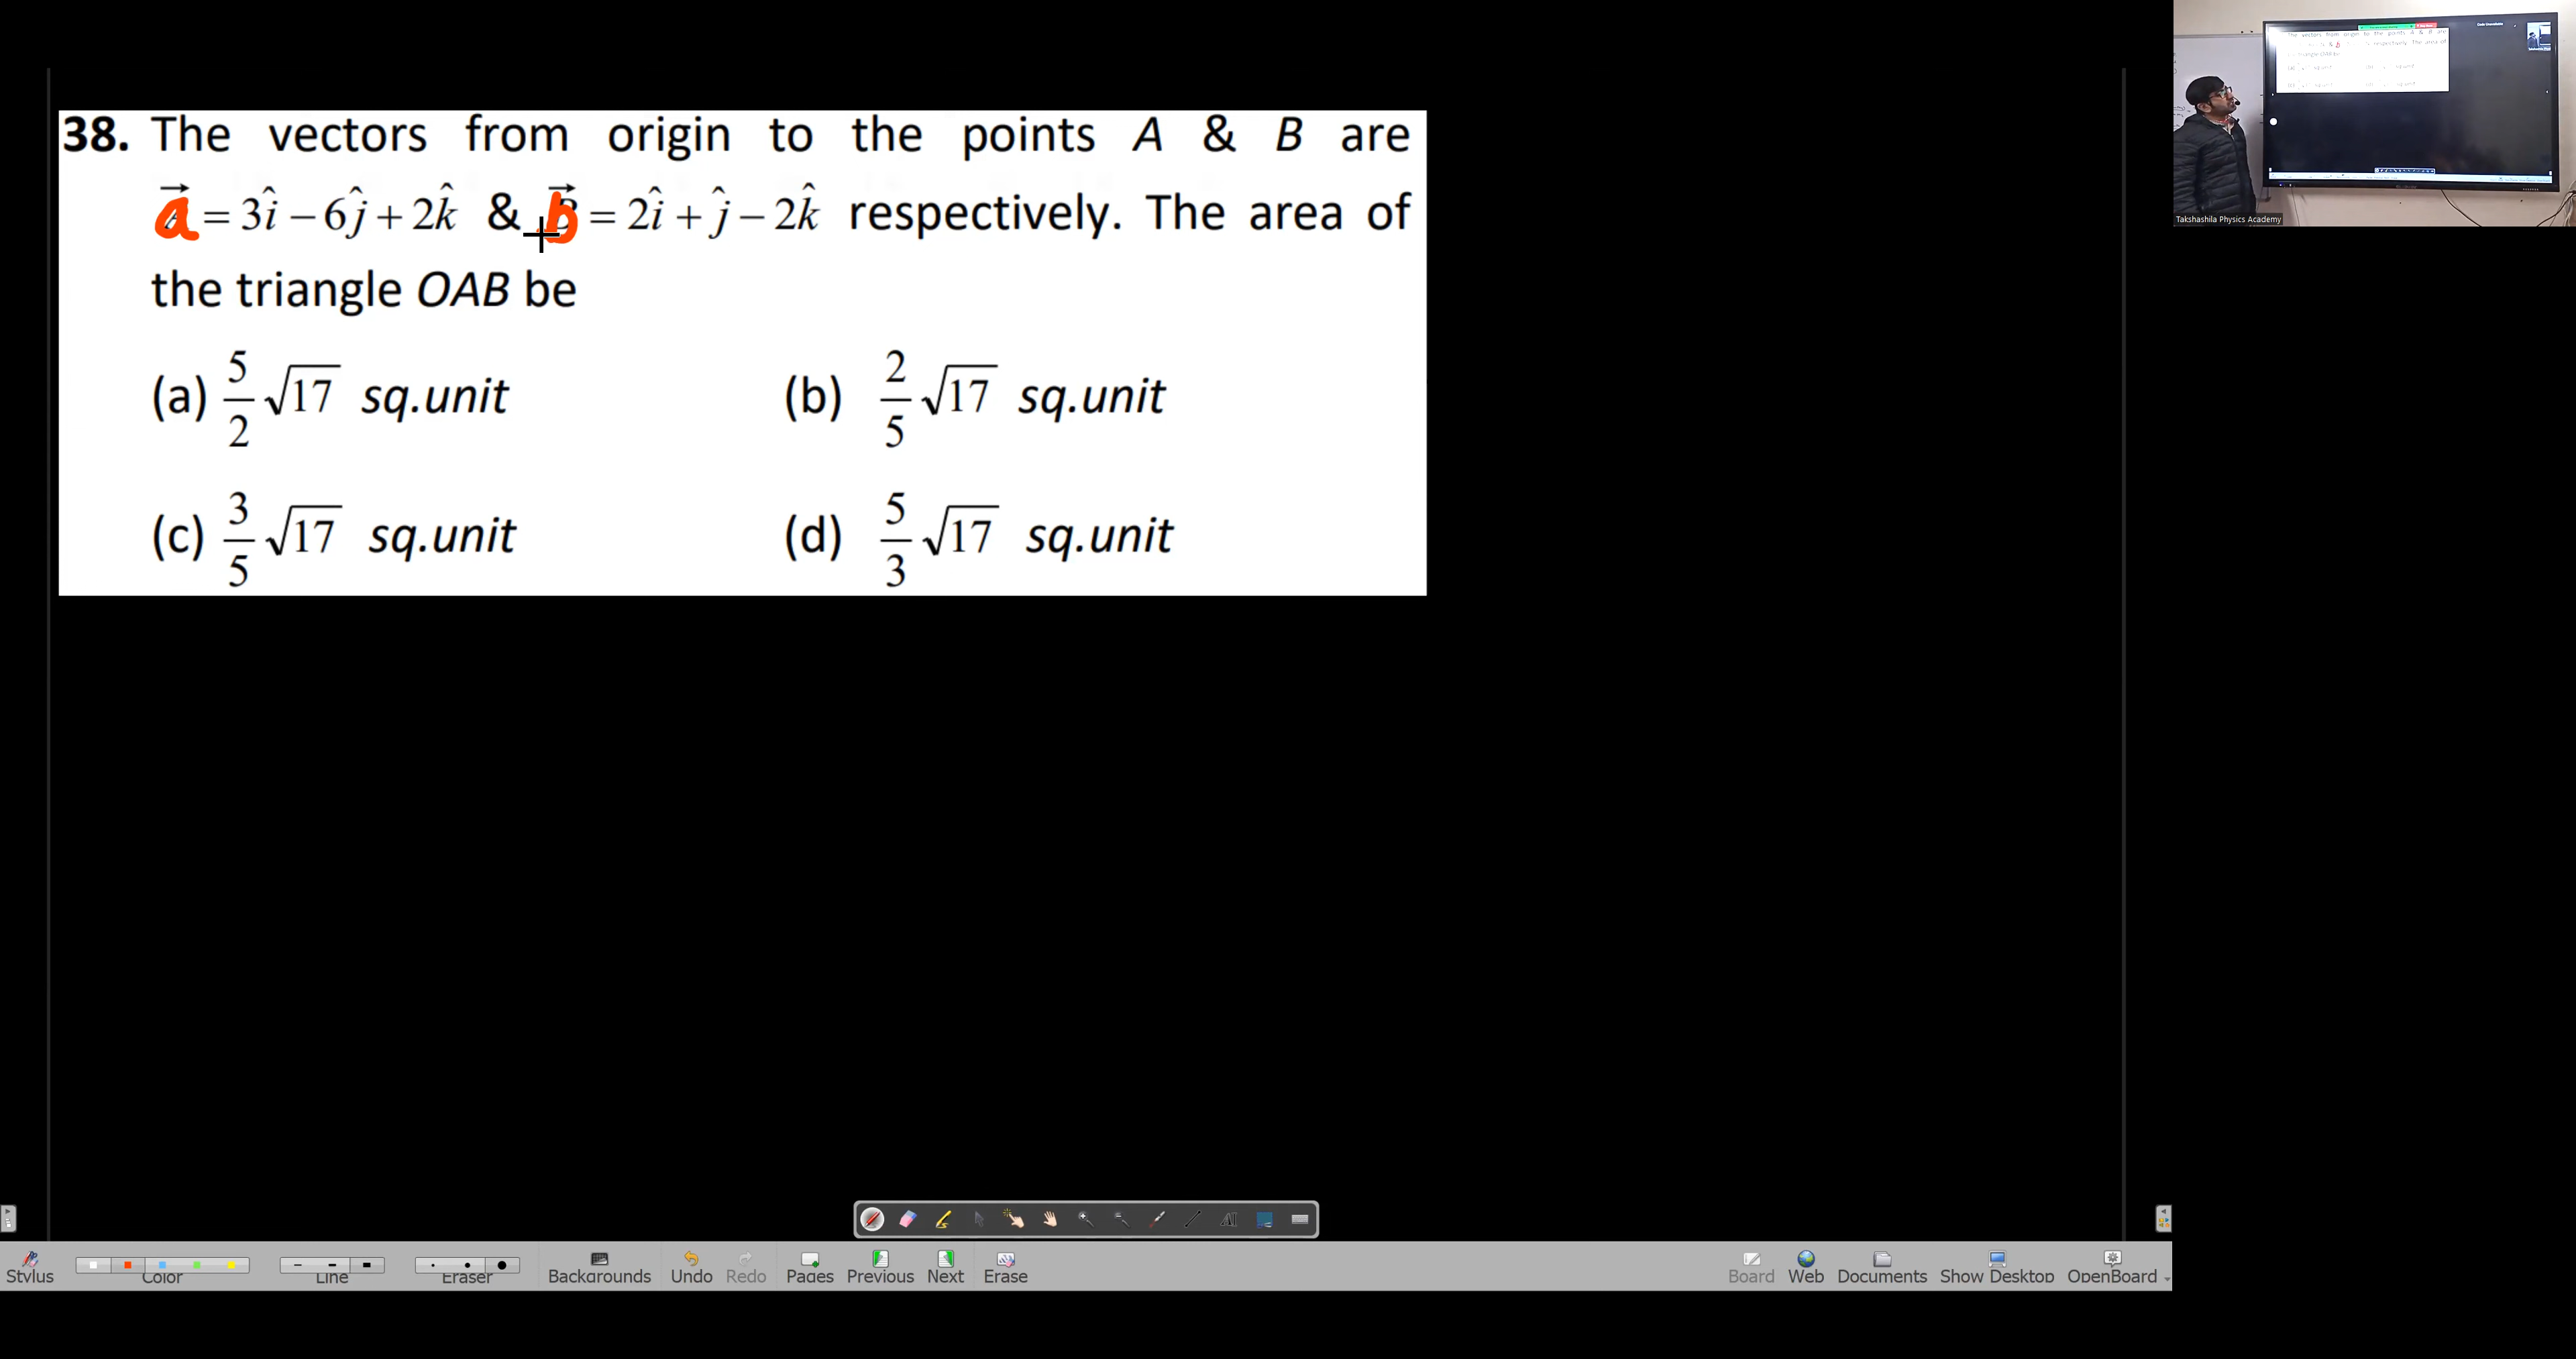 38. The vectors from origin to the points A & B are
a⃗ = 3î − 6ĵ + 2k̂ & b⃗ = 2î + ĵ − 2k̂ respectively. The area of
the triangle OAB be
(a) 5/2 √17 sq.unit (b) 2/5 √17 sq.unit
(c) 3/5 √17 sq.unit (d) 5/3 √17 sq.unit
Takshashila Physics Academy
Stylus Color Line Eraser Backgrounds Undo Redo Pages Previous Next Erase Board Web Documents Show Desktop OpenBoard